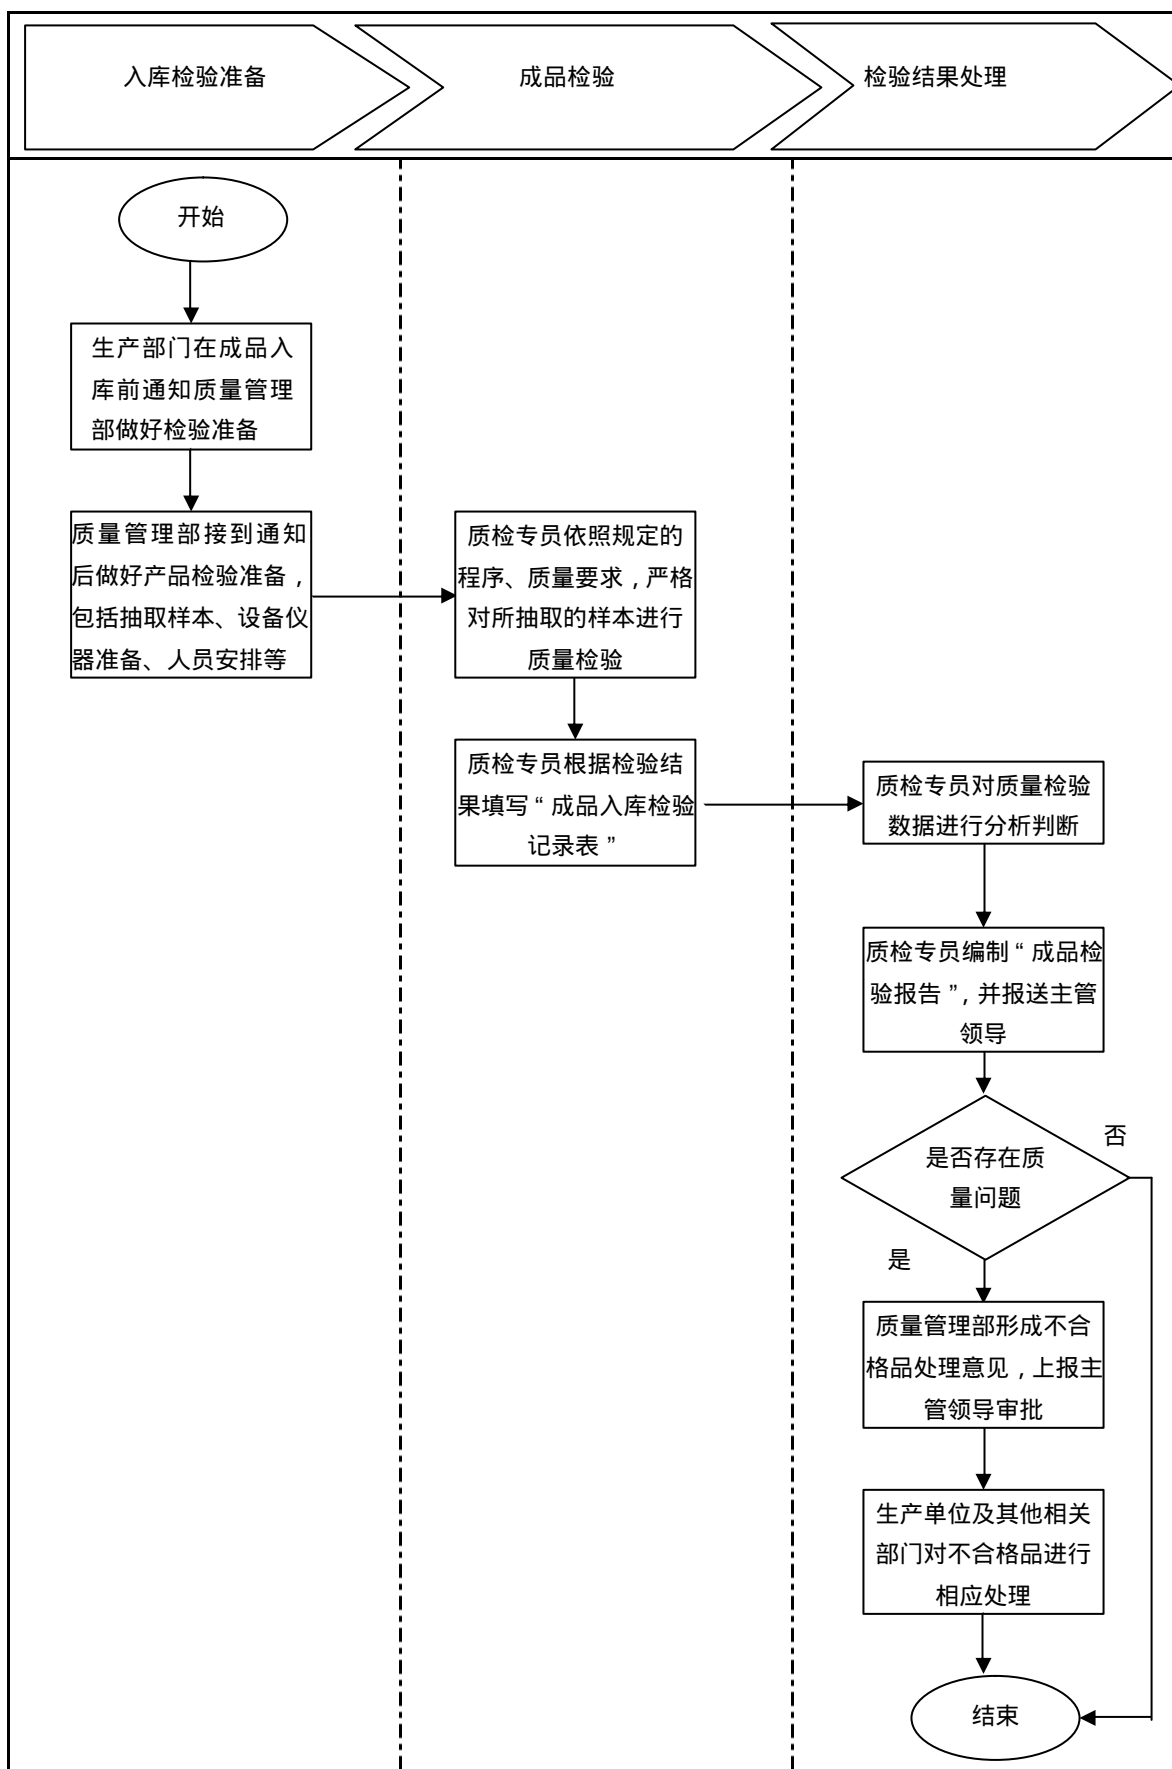 入库检验准备
成品检验
检验结果处理
开始
生产部门在成品入
库前通知质量管理
部做好检验准备
质量管理部接到通知
后做好产品检验准备，
包括抽取样本、设备仪
器准备、人员安排等
质检专员依照规定的
程序、质量要求，严格
对所抽取的样本进行
质量检验
质检专员根据检验结
果填写“成品入库检验
记录表”
质检专员对质量检验
数据进行分析判断
质检专员编制“成品检
验报告”，并报送主管
领导
是否存在质
量问题
否
是
质量管理部形成不合
格品处理意见，上报主
管领导审批
生产单位及其他相关
部门对不合格品进行
相应处理
结束